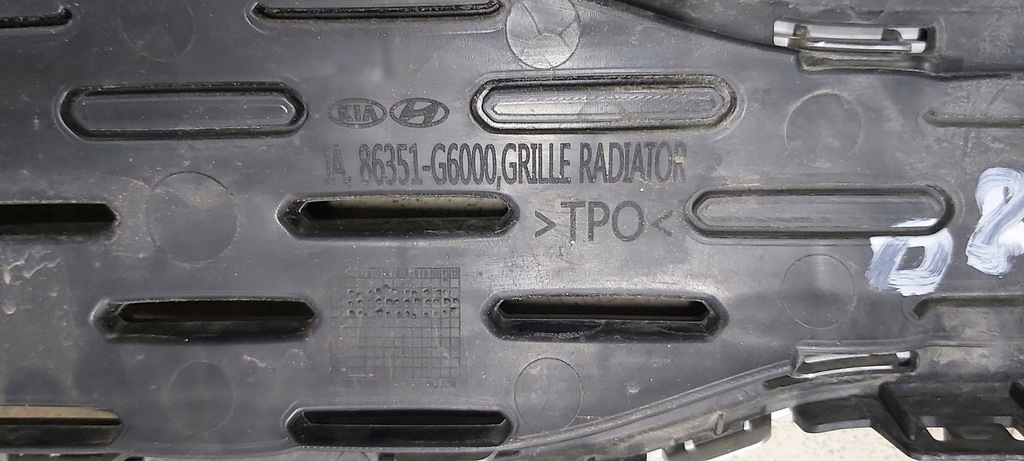 KIA
JA, 86351-G6000,GRILLE RADIATOR
>TPO<